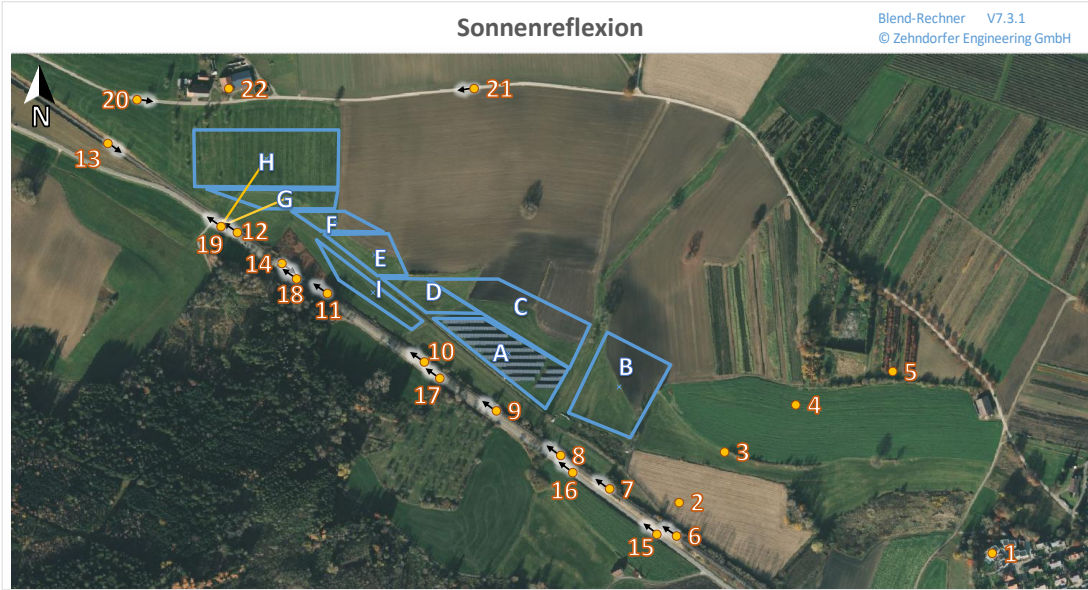 Sonnenreflexion
Blend-Rechner V7.3.1
© Zehndorfer Engineering GmbH
N
20
22
21
13
H
G
19
12
F
14
E
18
11
I
D
C
A
B
10
17
9
5
4
8
3
16
7
2
15
6
1